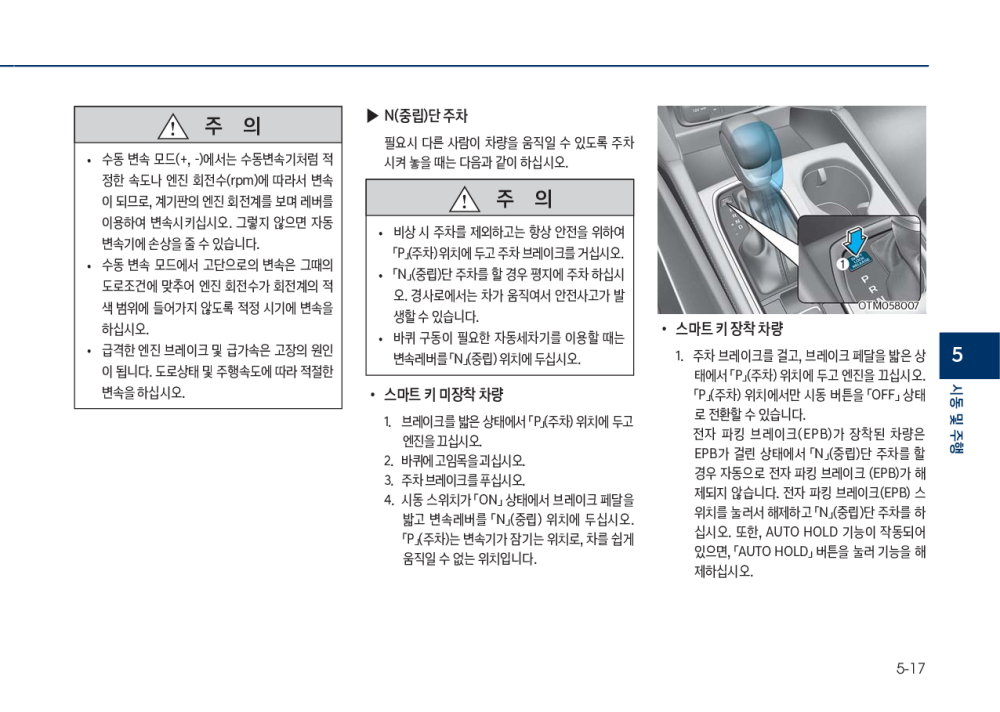 주 의
• 수동 변속 모드(+, -)에서는 수동변속기처럼 적
정한 속도나 엔진 회전수(rpm)에 따라서 변속
이 되므로, 계기판의 엔진 회전계를 보며 레버를
이용하여 변속시키십시오. 그렇지 않으면 자동
변속기에 손상을 줄 수 있습니다.
• 수동 변속 모드에서 고단으로의 변속은 그때의
도로조건에 맞추어 엔진 회전수가 회전계의 적
색 범위에 들어가지 않도록 적정 시기에 변속을
하십시오.
• 급격한 엔진 브레이크 및 급가속은 고장의 원인
이 됩니다. 도로상태 및 주행속도에 따라 적절한
변속을 하십시오.
▶ N(중립)단 주차
필요시 다른 사람이 차량을 움직일 수 있도록 주차
시켜 놓을 때는 다음과 같이 하십시오.
주 의
• 비상 시 주차를 제외하고는 항상 안전을 위하여
「P」(주차) 위치에 두고 주차 브레이크를 거십시오.
• 「N」(중립)단 주차를 할 경우 평지에 주차 하십시
오. 경사로에서는 차가 움직여서 안전사고가 발
생할 수 있습니다.
• 바퀴 구동이 필요한 자동세차기를 이용할 때는
변속레버를 「N」(중립) 위치에 두십시오.
• 스마트 키 미장착 차량
1. 브레이크를 밟은 상태에서 「P」(주차) 위치에 두고
엔진을 끄십시오.
2. 바퀴에 고임목을 괴십시오.
3. 주차 브레이크를 푸십시오.
4. 시동 스위치가 「ON」 상태에서 브레이크 페달을
밟고 변속레버를 「N」(중립) 위치에 두십시오.
「P」(주차)는 변속기가 잠기는 위치로, 차를 쉽게
움직일 수 없는 위치입니다.
P
R
N
D
1
P
R
N
OTM058007
• 스마트 키 장착 차량
1. 주차 브레이크를 걸고, 브레이크 페달을 밟은 상
태에서 「P」(주차) 위치에 두고 엔진을 끄십시오.
「P」(주차) 위치에서만 시동 버튼을 「OFF」 상태
로 전환할 수 있습니다.
전자 파킹 브레이크(EPB)가 장착된 차량은
EPB가 걸린 상태에서 「N」(중립)단 주차를 할
경우 자동으로 전자 파킹 브레이크 (EPB)가 해
제되지 않습니다. 전자 파킹 브레이크(EPB) 스
위치를 눌러서 해제하고 「N」(중립)단 주차를 하
십시오. 또한, AUTO HOLD 기능이 작동되어
있으면, 「AUTO HOLD」 버튼을 눌러 기능을 해
제하십시오.
5
시동 및 주행
5-17